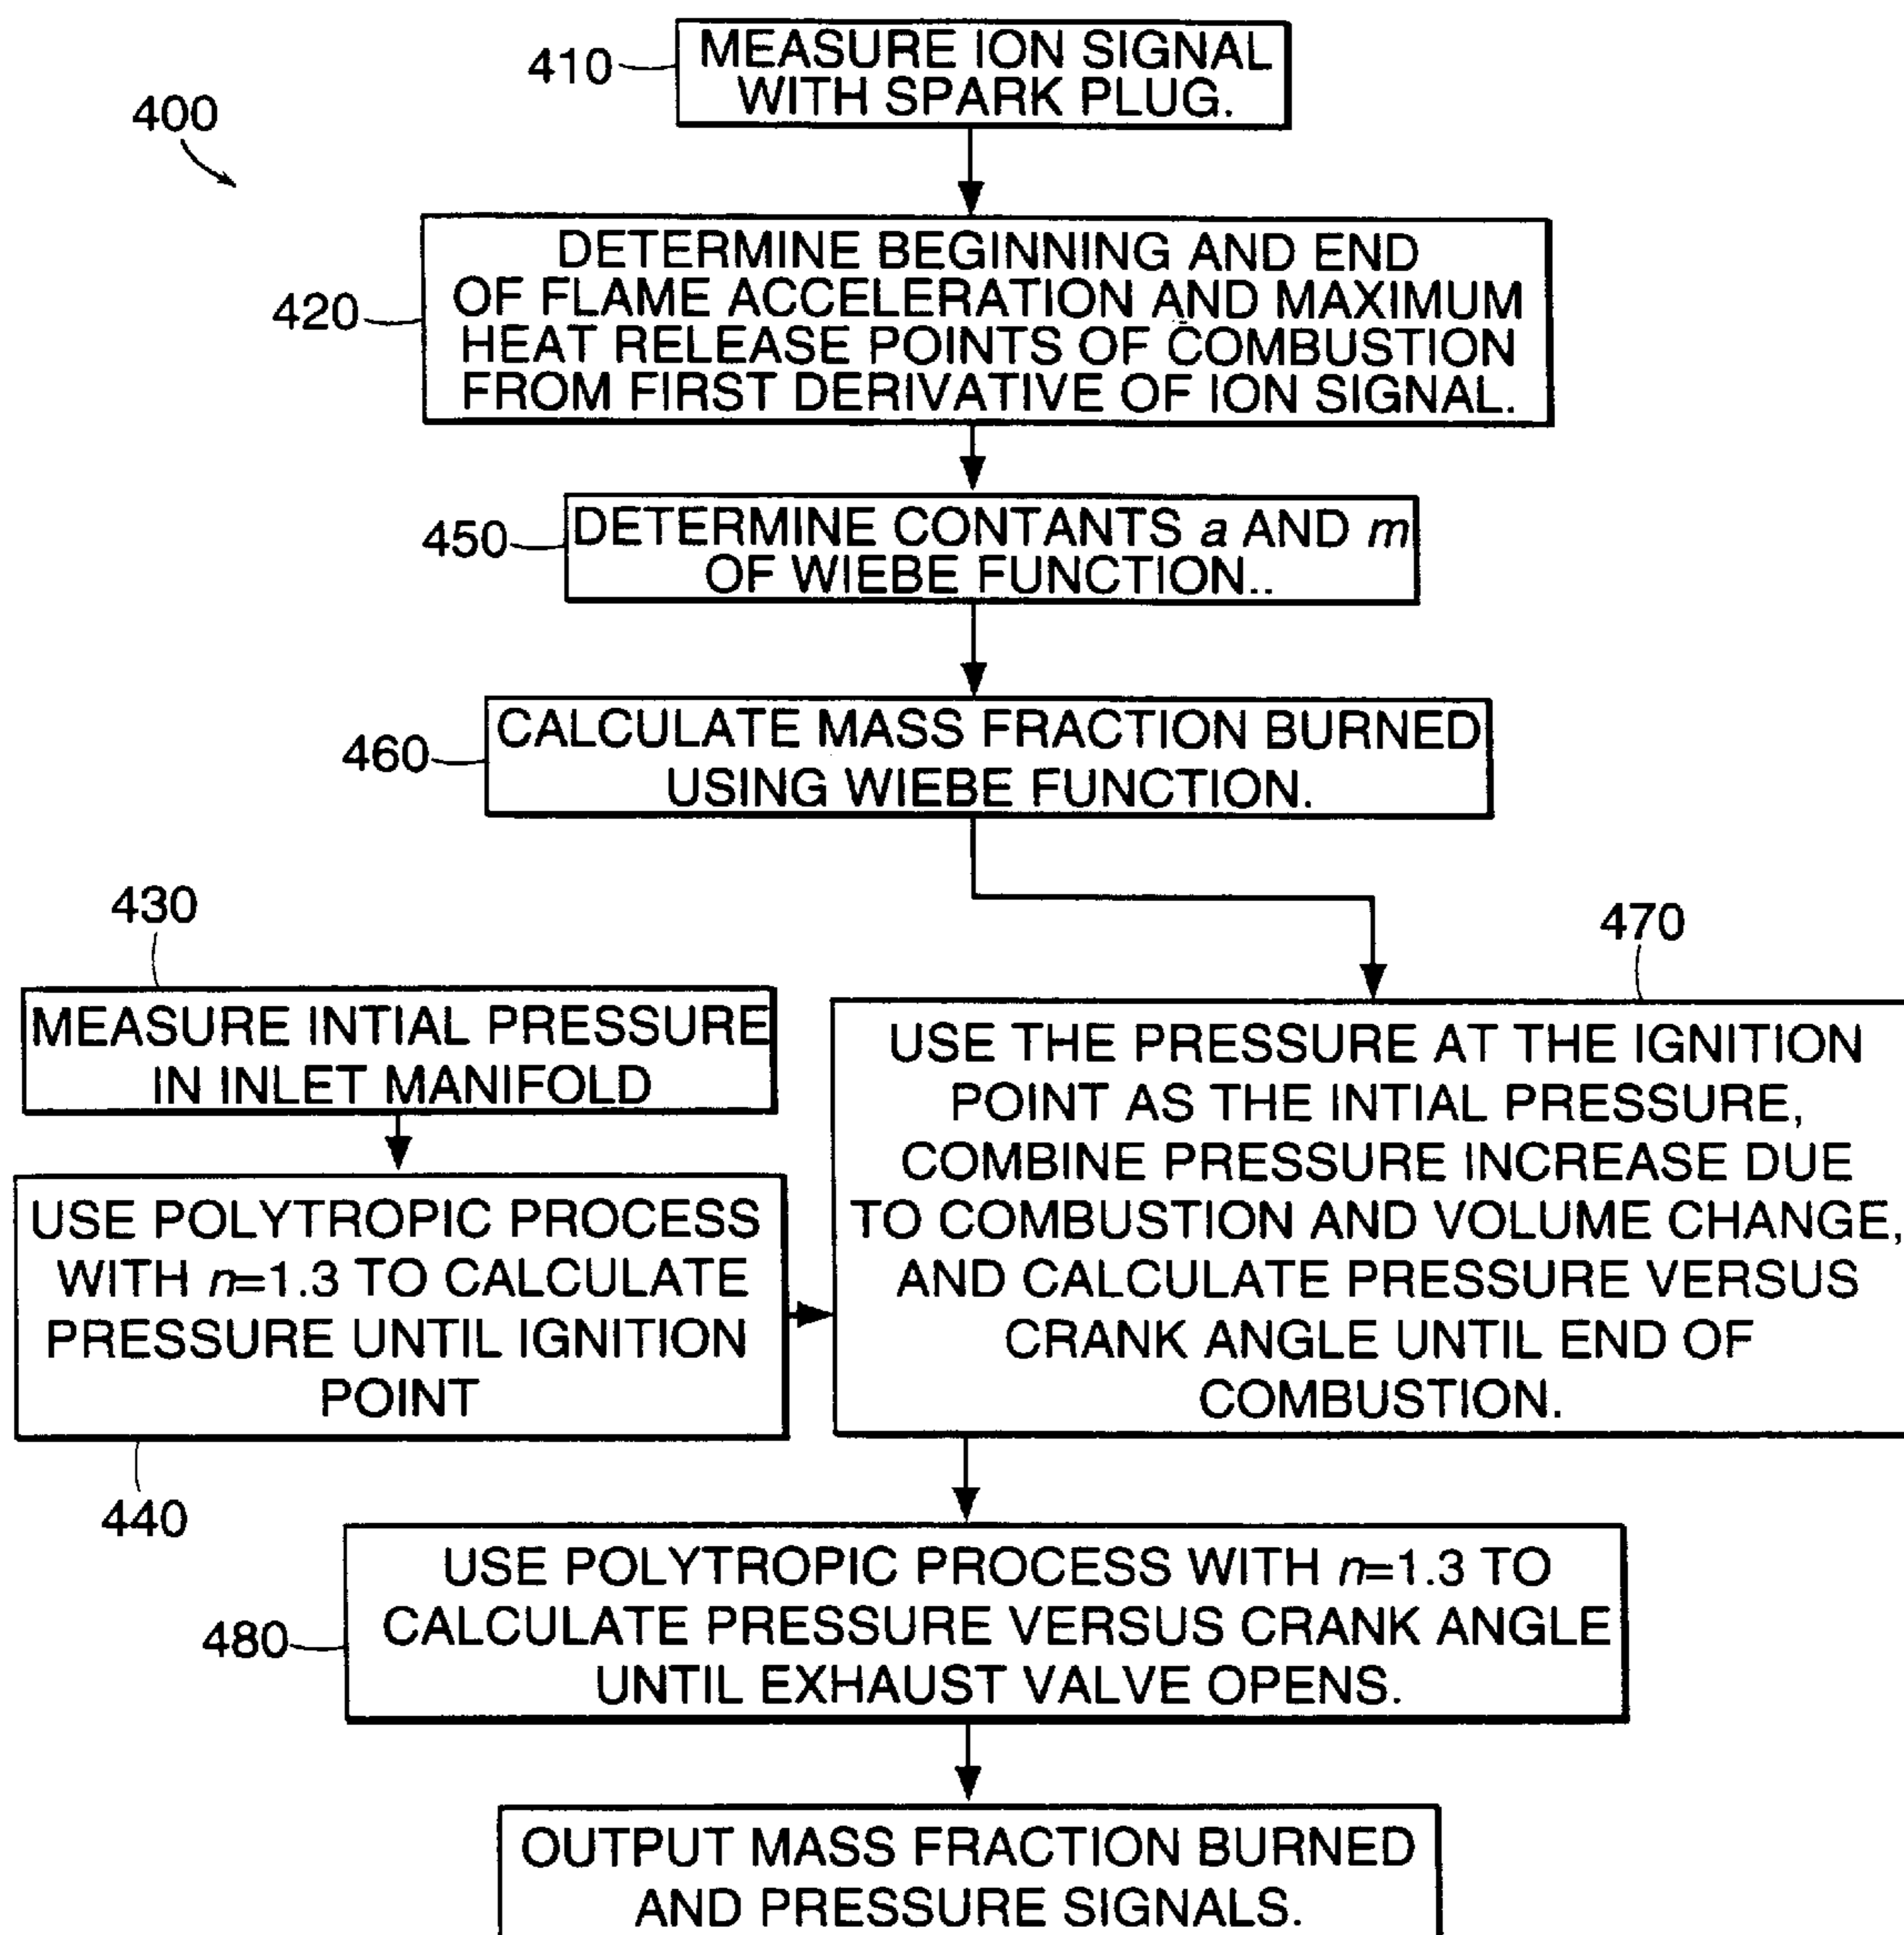 400
410
MEASURE ION SIGNAL
WITH SPARK PLUG.
420
DETERMINE BEGINNING AND END
OF FLAME ACCELERATION AND MAXIMUM
HEAT RELEASE POINTS OF COMBUSTION
FROM FIRST DERIVATIVE OF ION SIGNAL.
450
DETERMINE CONTANTS a AND m
OF WIEBE FUNCTION..
460
CALCULATE MASS FRACTION BURNED
USING WIEBE FUNCTION.
430
MEASURE INTIAL PRESSURE
IN INLET MANIFOLD
440
USE POLYTROPIC PROCESS
WITH n=1.3 TO CALCULATE
PRESSURE UNTIL IGNITION
POINT
470
USE THE PRESSURE AT THE IGNITION
POINT AS THE INTIAL PRESSURE,
COMBINE PRESSURE INCREASE DUE
TO COMBUSTION AND VOLUME CHANGE,
AND CALCULATE PRESSURE VERSUS
CRANK ANGLE UNTIL END OF
COMBUSTION.
480
USE POLYTROPIC PROCESS WITH n=1.3 TO
CALCULATE PRESSURE VERSUS CRANK ANGLE
UNTIL EXHAUST VALVE OPENS.
OUTPUT MASS FRACTION BURNED
AND PRESSURE SIGNALS.